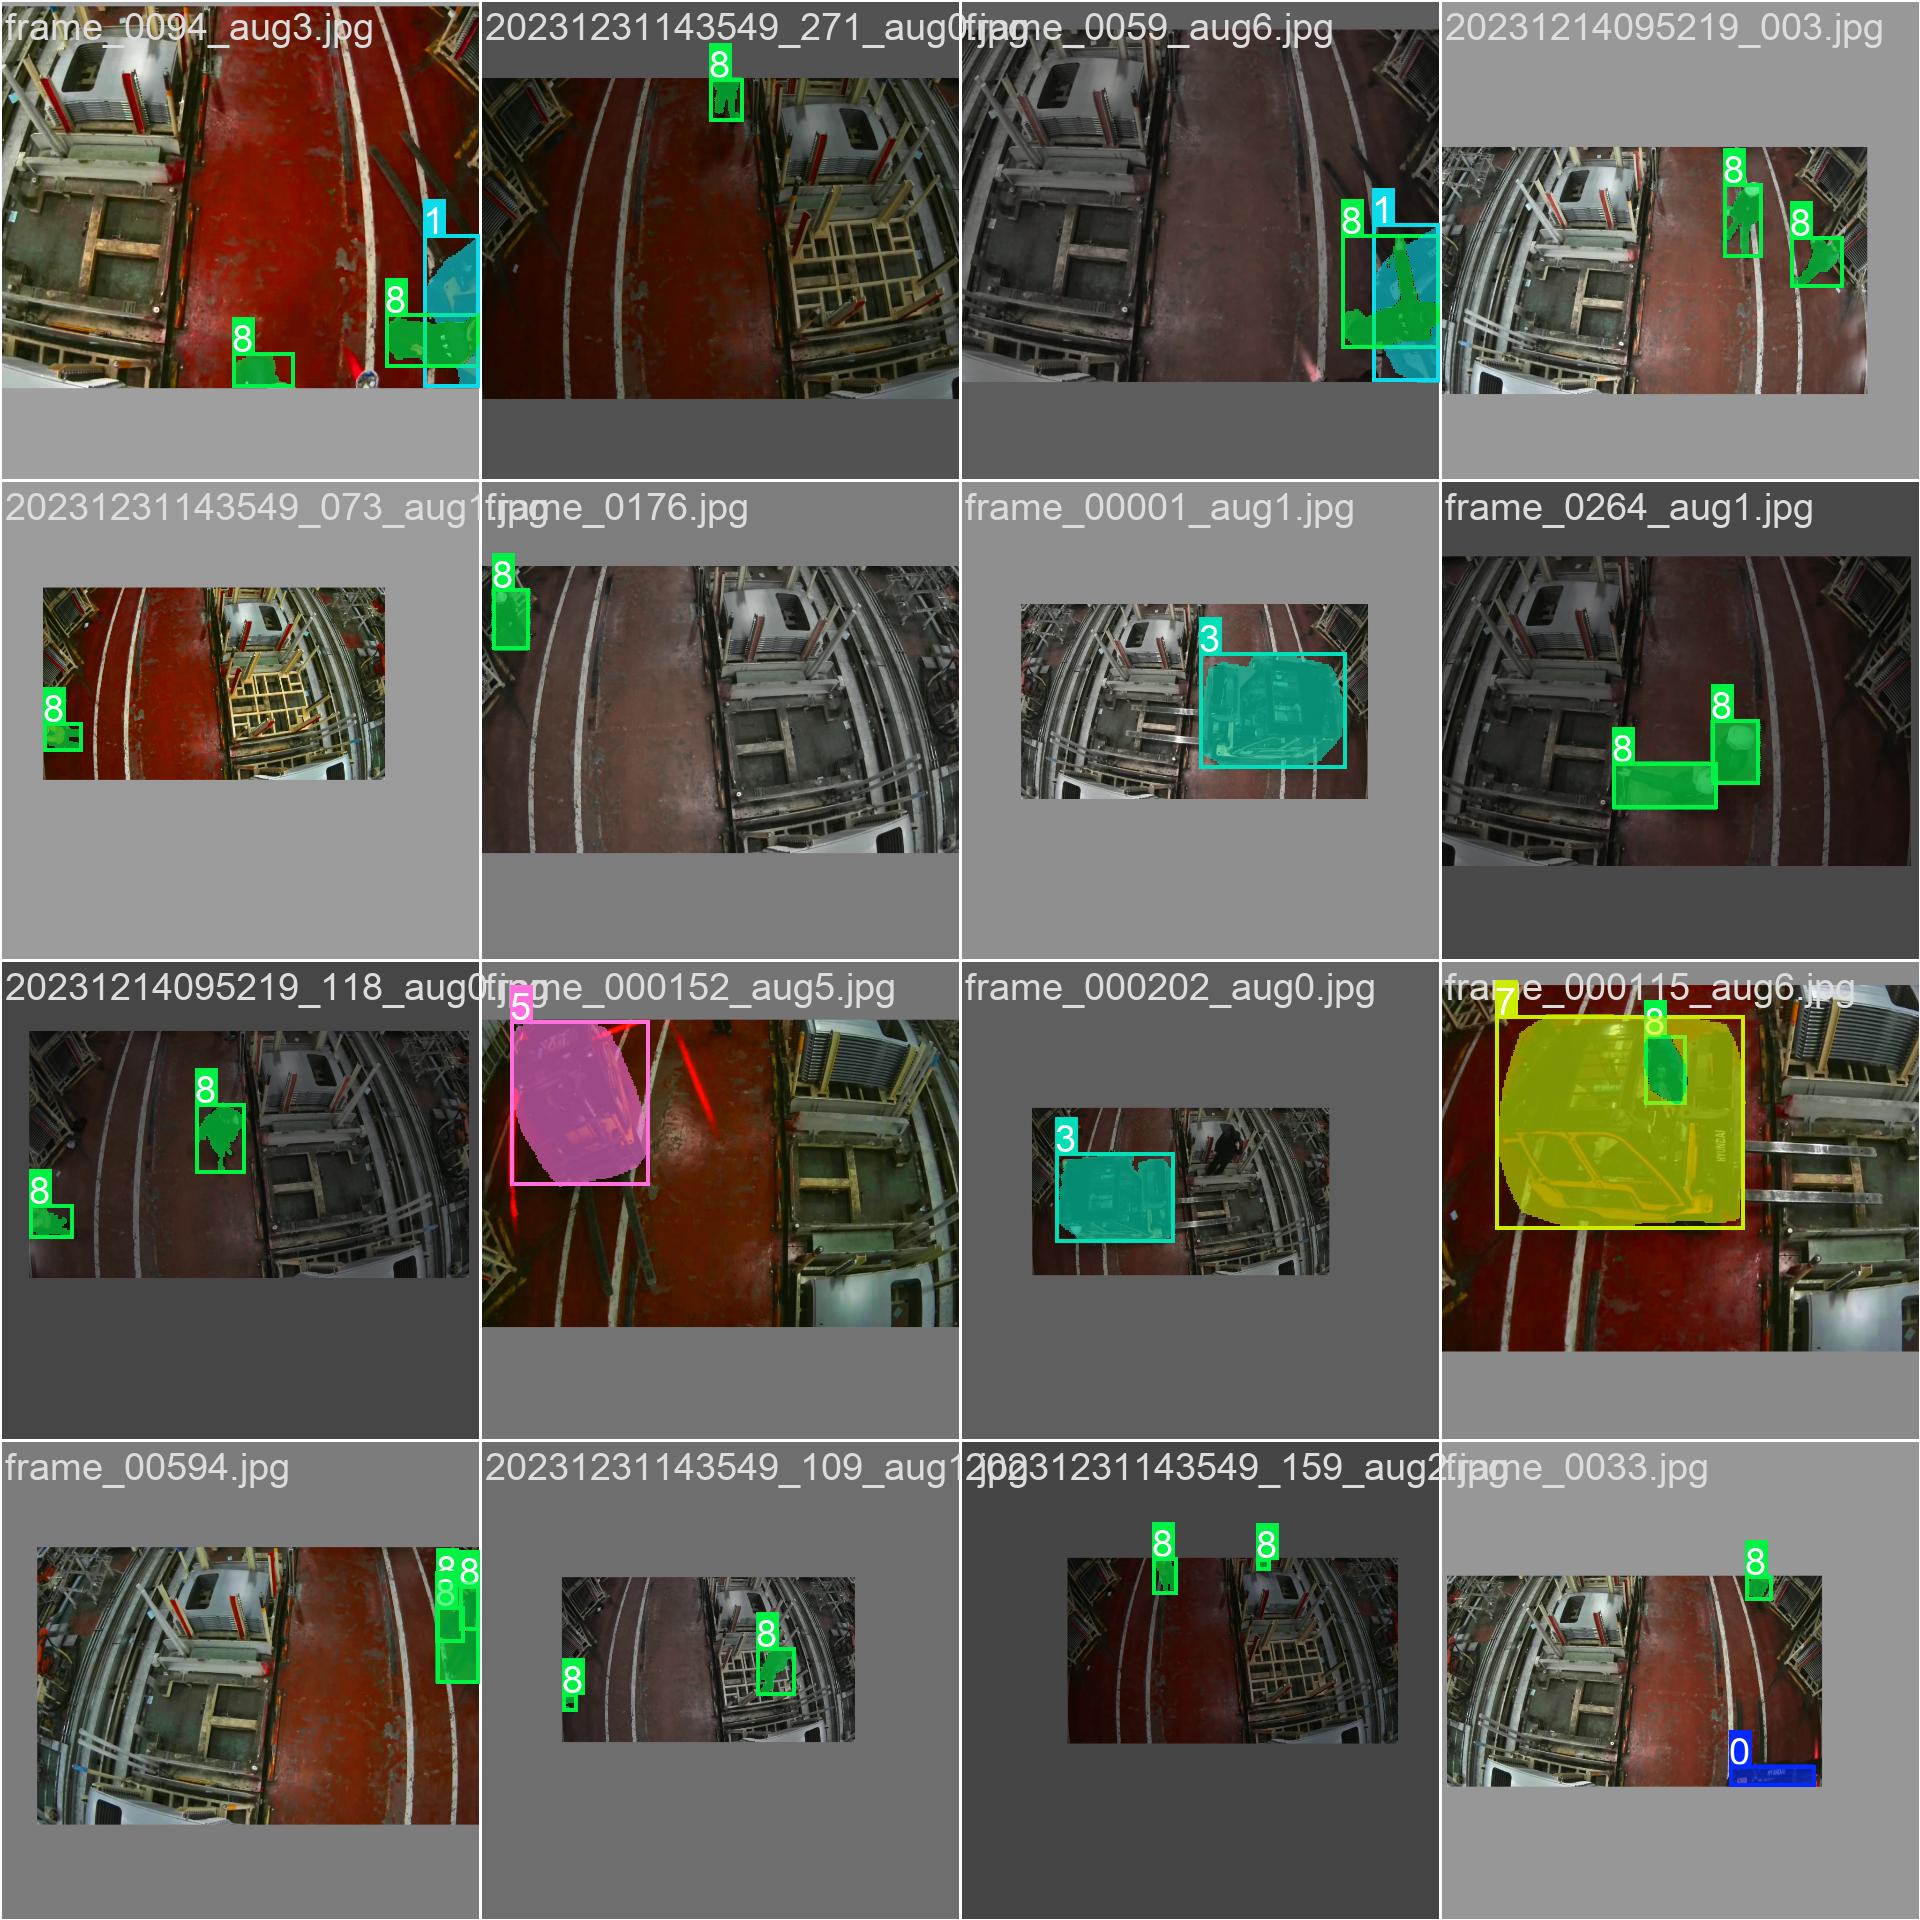 frame_0094_aug3.jpg
20231231143549_271_aug0.jpg
frame_0059_aug6.jpg
20231214095219_003.jpg
8
8
1
8
8
1
8
8
20231231143549_073_aug1.jpg
frame_0176.jpg
frame_00001_aug1.jpg
frame_0264_aug1.jpg
8
8
3
8
8
20231214095219_118_aug0.jpg
frame_000152_aug5.jpg
frame_000202_aug0.jpg
frame_000115_aug6.jpg
8
8
5
3
7
8
HYUNDAI
frame_00594.jpg
20231231143549_109_aug1.jpg
20231231143549_159_aug2.jpg
frame_0033.jpg
8
8
8
8
8
8
8
8
0
HYUNDAI